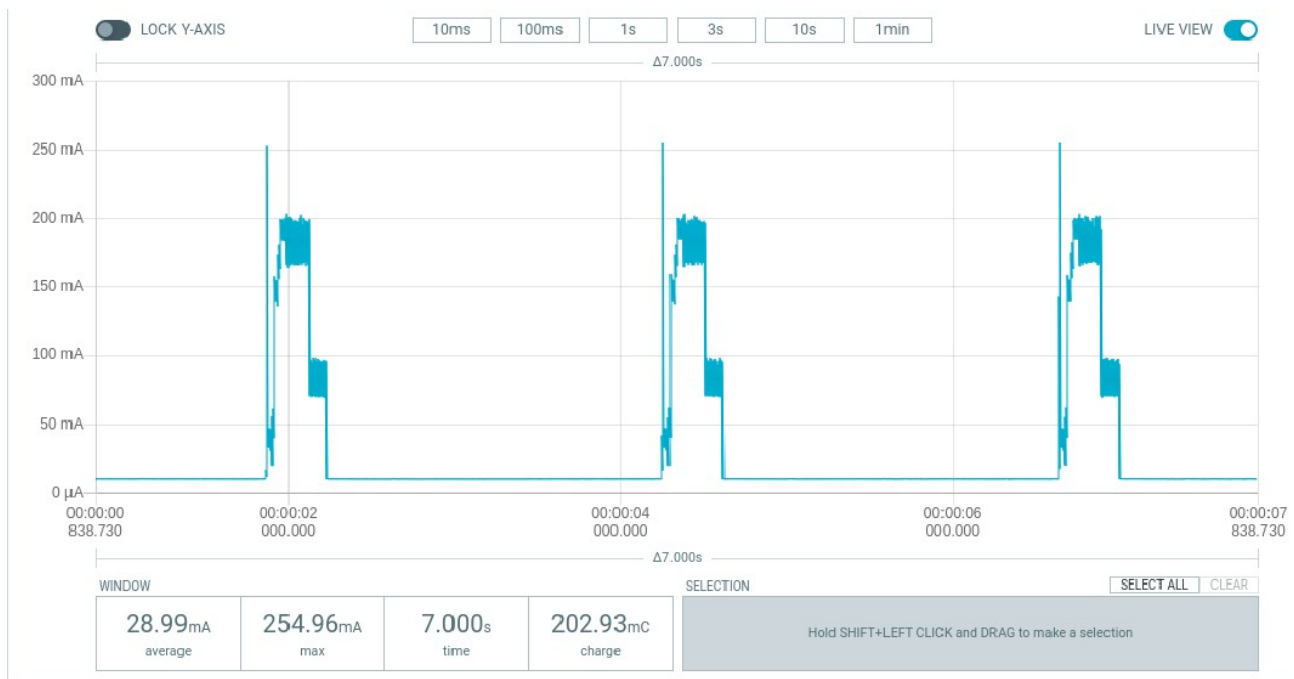 LOCK Y-AXIS 10ms 100ms 1s 3s 10s 1min LIVE VIEW
Δ7.000s
300 mA
250 mA
200 mA
150 mA
100 mA
50 mA
0 µA
00:00:00 00:00:02 00:00:04 00:00:06 00:00:07
838.730 000.000 000.000 000.000 838.730
Δ7.000s
WINDOW SELECTION SELECT ALL CLEAR
28.99mA 254.96mA 7.000s 202.93mC
average max time charge
Hold SHIFT+LEFT CLICK and DRAG to make a selection